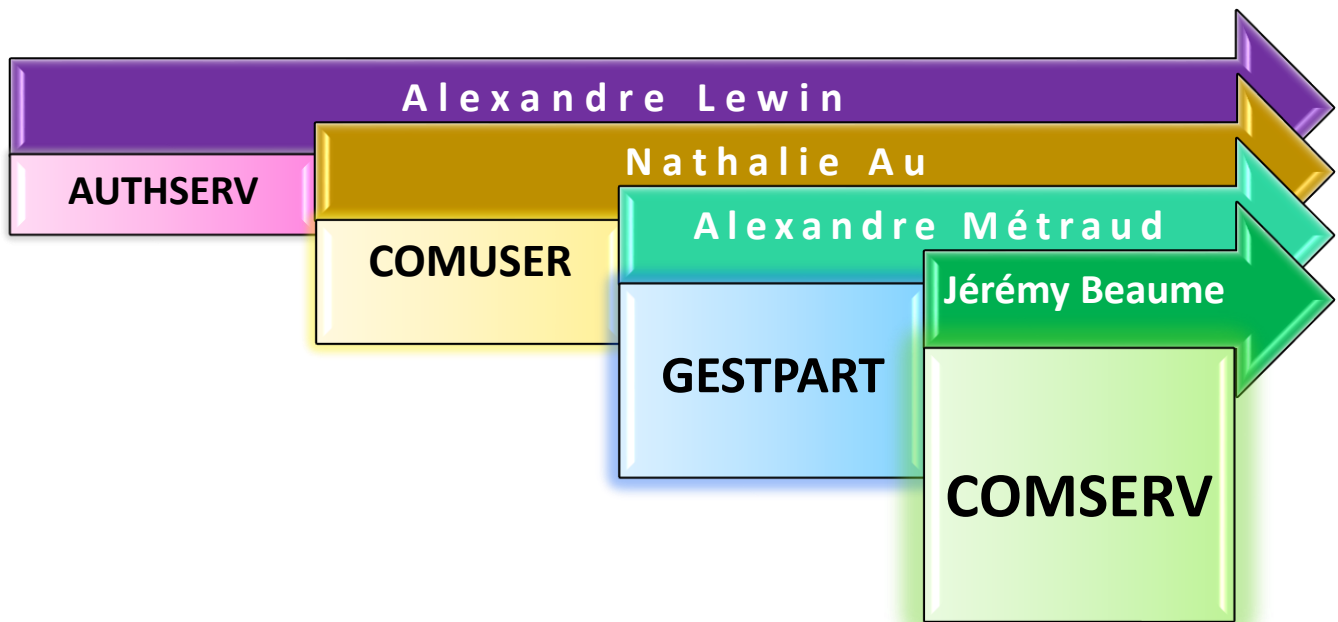 Alexandre Lewin
AUTHSERV
Nathalie Au
COMUSER
Alexandre Métraud
GESTPART
Jérémy Beaume
COMSERV